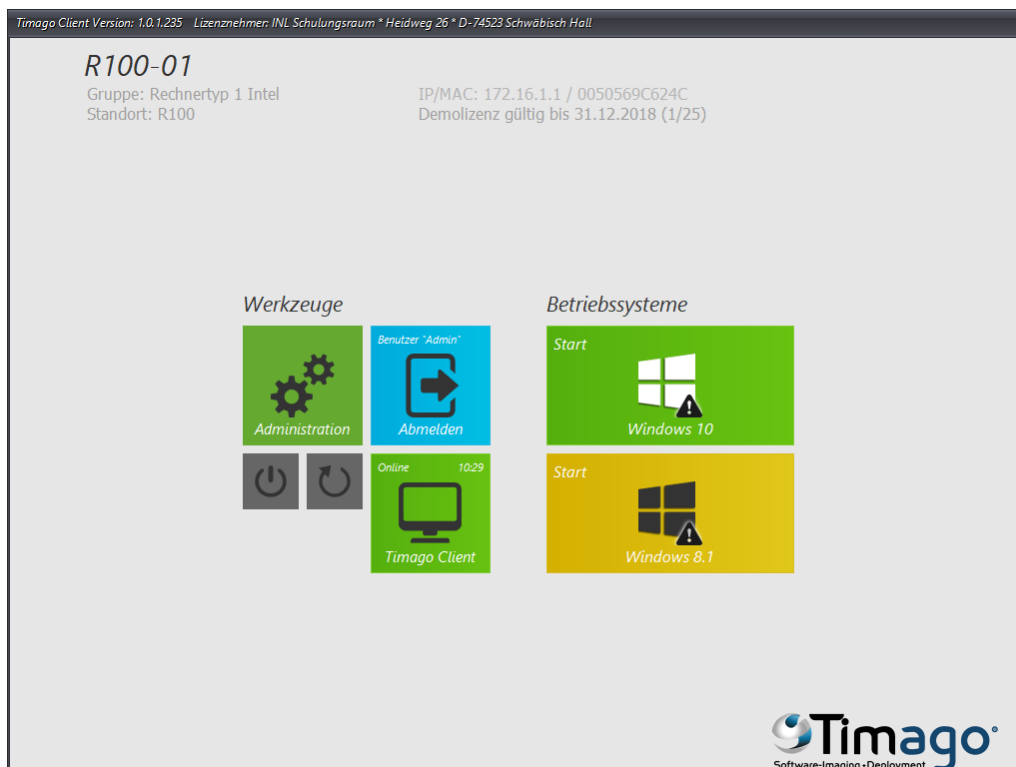 Timago Client Version: 1.0.1.235 Lizenznehmer: INL Schulungsraum * Heidweg 26 * D-74523 Schwäbisch Hall
R100-01
Gruppe: Rechnertyp 1 Intel
Standort: R100
IP/MAC: 172.16.1.1 / 0050569C624C
Demolizenz gültig bis 31.12.2018 (1/25)
Werkzeuge
Administration
Benutzer "Admin"
Abmelden
Online 10:29
Timago Client
Betriebssysteme
Start
Windows 10
Start
Windows 8.1
Timago
Software-Imaging+Deployment